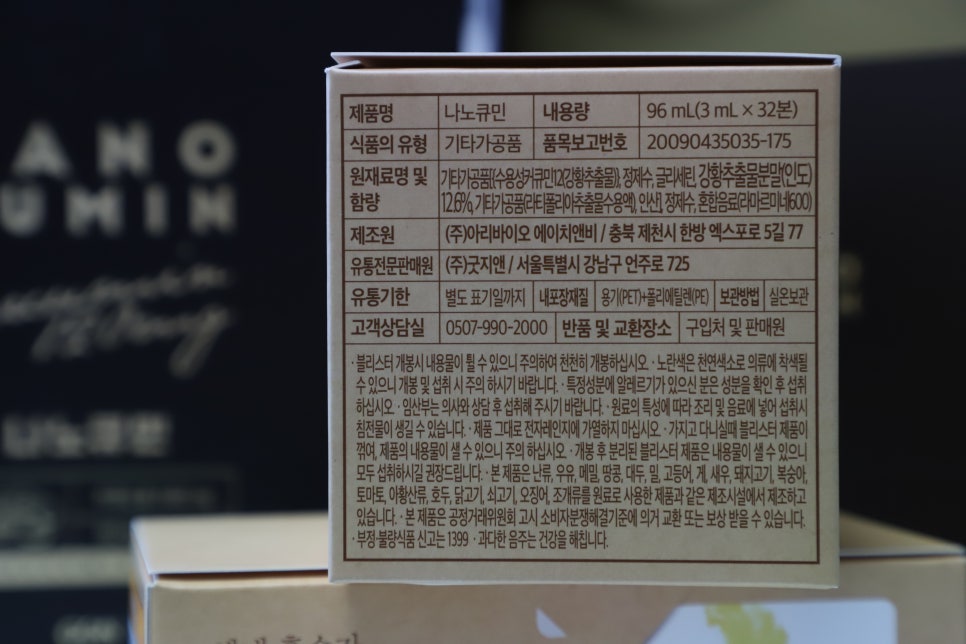 ANO
UMIN
나노큐민
제품명 나노큐민 내용량 96 mL(3 mL × 32본)
식품의 유형 기타가공품 품목보고번호 20090435035-175
원재료명 및 기타가공품[(수용성커큐민12(강황추출물)), 정제수, 글리세린, 강황추출물분말(인도)
함량 12.6%, 기타가공품(라티폴리아추출물수용액), 인산], 정제수, 혼합음료(라마르미네600)
제조원 (주)아리바이오 에이치앤비 / 충북 제천시 한방 엑스포로 5길 77
유통전문판매원 (주)굿지앤 / 서울특별시 강남구 언주로 725
유통기한 별도 표기일까지 내포장재질 용기(PET)+폴리에틸렌(PE) 보관방법 실온보관
고객상담실 0507-990-2000 반품 및 교환장소 구입처 및 판매원
· 블리스터 개봉시 내용물이 튈 수 있으니 주의하여 천천히 개봉하십시오 · 노란색은 천연색소로 의류에 착색될
수 있으니 개봉 및 섭취 시 주의 하시기 바랍니다. · 특정성분에 알레르기가 있으신 분은 성분을 확인 후 섭취
하십시오 · 임산부는 의사와 상담 후 섭취해 주시기 바랍니다. · 원료의 특성에 따라 조리 및 음료에 넣어 섭취시
침전물이 생길 수 있습니다. · 제품 그대로 전자레인지에 가열하지 마십시오 · 가지고 다니실때 블리스터 제품이
꺾여, 제품의 내용물이 샐 수 있으니 주의 하십시오. · 개봉 후 분리된 블리스터 제품은 내용물이 샐 수 있으니
모두 섭취하시길 권장드립니다. · 본 제품은 난류, 우유, 메밀, 땅콩, 대두, 밀, 고등어, 게, 새우, 돼지고기, 복숭아,
토마토, 아황산류, 호두, 닭고기, 쇠고기, 오징어, 조개류를 원료로 사용한 제품과 같은 제조시설에서 제조하고
있습니다. · 본 제품은 공정거래위원회 고시 소비자분쟁해결기준에 의거 교환 또는 보상 받을 수 있습니다.
· 부정·불량식품 신고는 1399 · 과다한 음주는 건강을 해칩니다.